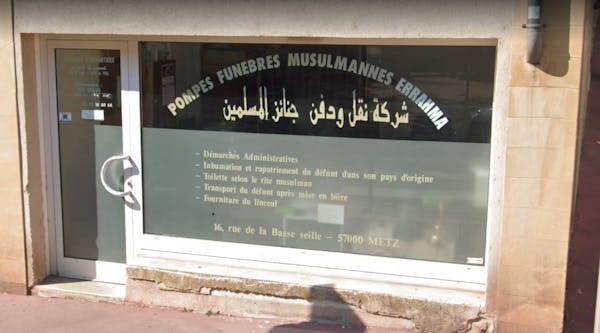 POMPES FUNEBRES MUSULMANNES ERRAHMA
شركة نقل ودفن جنائز المسلمين
- Démarches Administratives
- Inhumation et rapatriement du défunt dans son pays d'origine
- Toilette selon le rite musulman
- Transport du défunt après mise en bière
- Fourniture du linceul
16, rue de la Basse seille - 57000 METZ